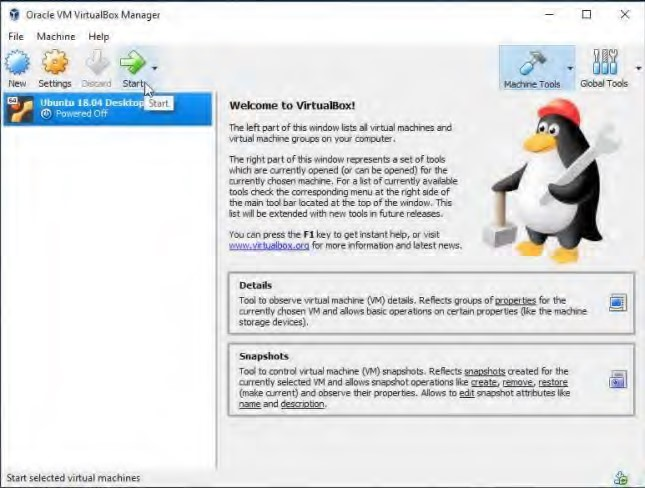 Oracle VM VirtualBox Manager
File Machine Help
New Settings Discard Start
Machine Tools Global Tools
64
Ubuntu 18.04 Desktop
Start
Powered Off
Welcome to VirtualBox!
The left part of this window lists all virtual machines and
virtual machine groups on your computer.
The right part of this window represents a set of tools
which are currently opened (or can be opened) for the
currently chosen machine. For a list of currently available
tools check the corresponding menu at the right side of
the main tool bar located at the top of the window. This
list will be extended with new tools in future releases.
You can press the F1 key to get instant help, or visit
www.virtualbox.org for more information and latest news.
Details
Tool to observe virtual machine (VM) details. Reflects groups of properties for the
currently chosen VM and allows basic operations on certain properties (like the machine
storage devices).
Snapshots
Tool to control virtual machine (VM) snapshots. Reflects snapshots created for the
currently selected VM and allows snapshot operations like create, remove, restore
(make current) and observe their properties. Allows to edit snapshot attributes like
name and description.
Start selected virtual machines